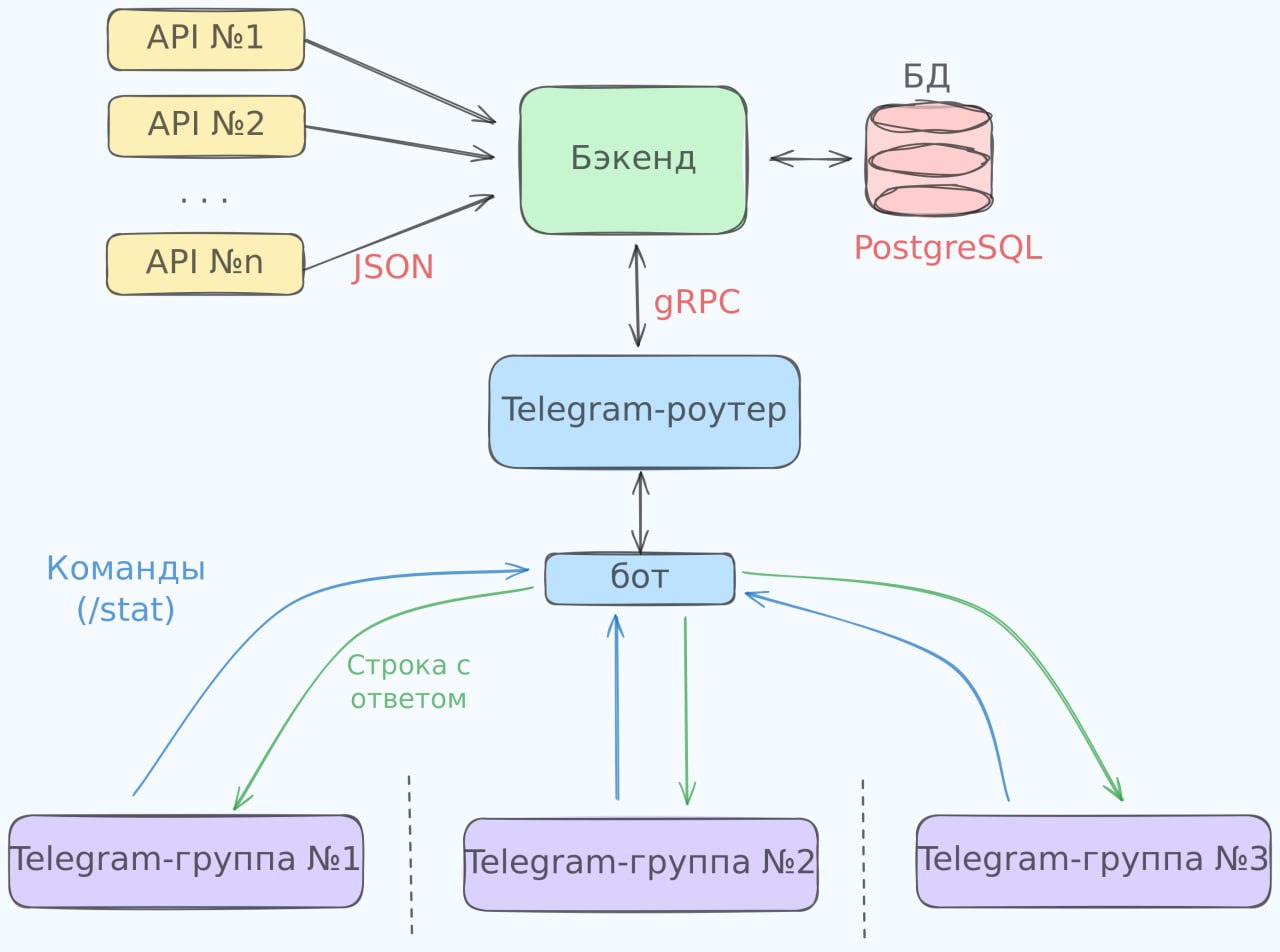 API №1
API №2
. . .
API №n
JSON
Бэкенд
БД
PostgreSQL
gRPC
Telegram-роутер
бот
Команды
(/stat)
Строка с
ответом
Telegram-группа №1
Telegram-группа №2
Telegram-группа №3